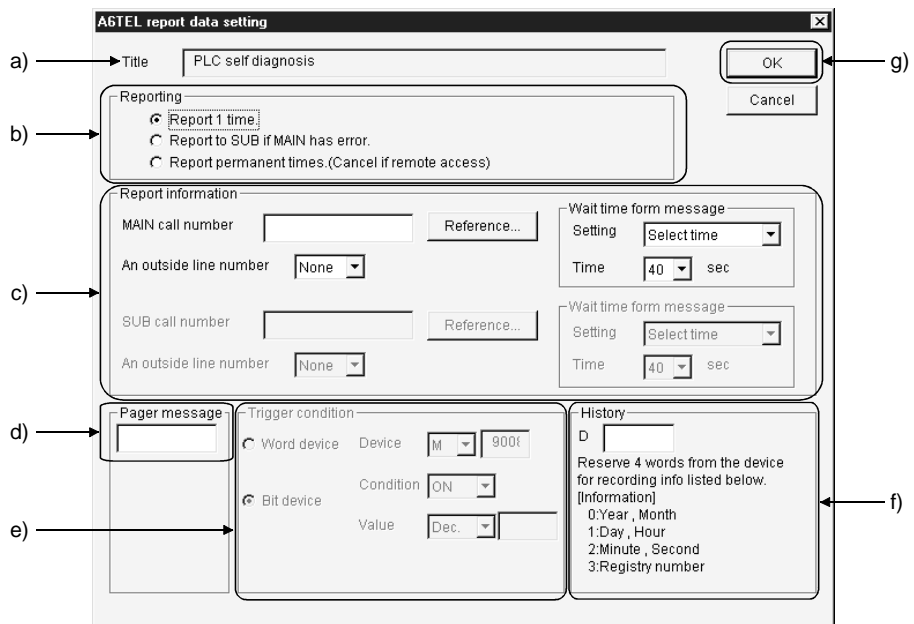 A6TEL report data setting
a)
Title
PLC self diagnosis
OK
g)
Cancel
b)
Reporting
Report 1 time.
Report to SUB if MAIN has error.
Report permanent times.(Cancel if remote access)
c)
Report information
MAIN call number
Reference...
An outside line number
None
Wait time form message
Setting
Select time
Time
40
sec
SUB call number
Reference...
An outside line number
None
Wait time form message
Setting
Select time
Time
40
sec
d)
Pager message
e)
Trigger condition
Word device
Device
M
9008
Bit device
Condition
ON
Value
Dec.
f)
History
D
Reserve 4 words from the device
for recording info listed below.
[Information]
0:Year , Month
1:Day , Hour
2:Minute , Second
3:Registry number